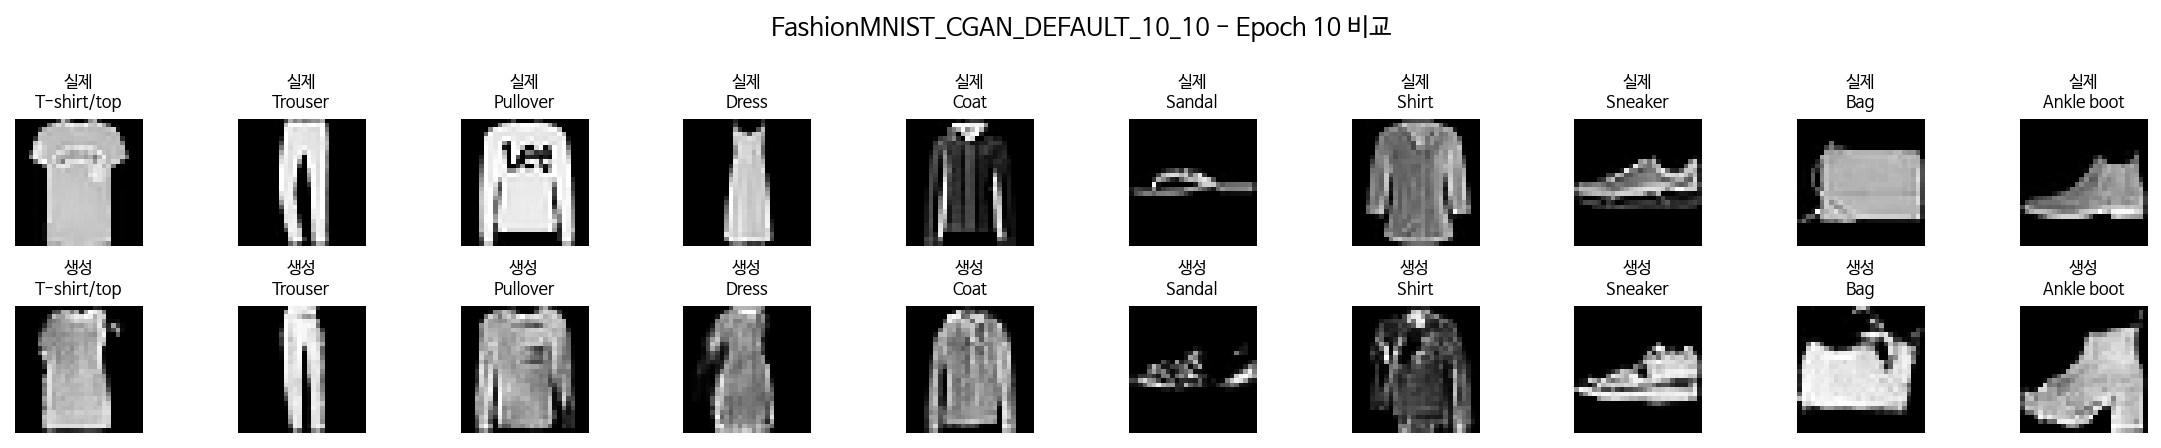 FashionMNIST_CGAN_DEFAULT_10_10 - Epoch 10 비교
실제 실제 실제 실제 실제 실제 실제 실제 실제 실제
T-shirt/top Trouser Pullover Dress Coat Sandal Shirt Sneaker Bag Ankle boot
Lee
생성 생성 생성 생성 생성 생성 생성 생성 생성 생성
T-shirt/top Trouser Pullover Dress Coat Sandal Shirt Sneaker Bag Ankle boot